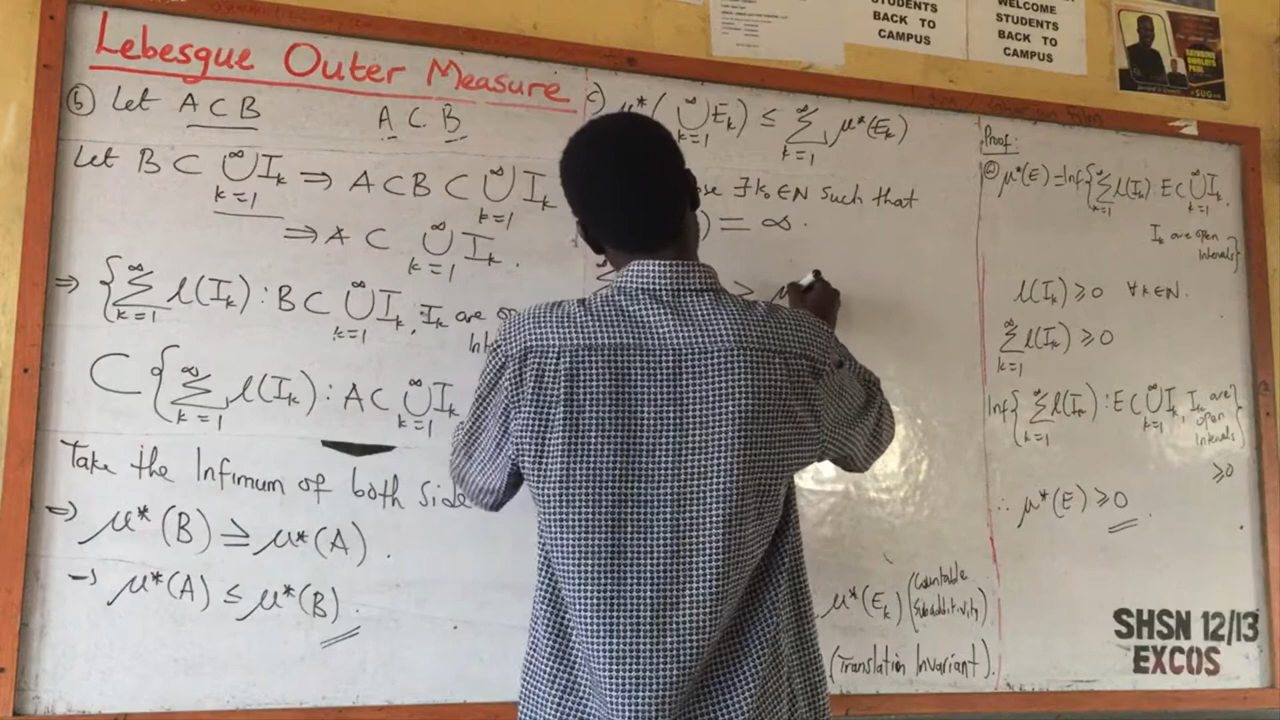 STUDENTS
BACK TO
CAMPUS
WELCOME
STUDENTS
BACK TO
CAMPUS
SUG
Lebesgue Outer Measure
(b) Let A ⊂ B
A ⊂ B
Let B ⊂ ⋃_{k=1}^∞ I_k ⇒ A ⊂ B ⊂ ⋃_{k=1}^∞ I_k
⇒ A ⊂ ⋃_{k=1}^∞ I_k.
⇒ {∑_{k=1}^∞ l(I_k) : B ⊂ ⋃_{k=1}^∞ I_k, I_k are
⊂ {∑_{k=1}^∞ l(I_k) : A ⊂ ⋃_{k=1}^∞ I_k
Take the Infimum of both side
⇒ μ*(B) ≥ μ*(A).
→ μ*(A) ≤ μ*(B).
c) μ*(⋃_{k=1}^∞ E_k) ≤ ∑_{k=1}^∞ μ*(E_k)
∃ k₀ ∈ N such that
) = ∞.
≥
μ*(E_k) (Countable
Subadditivity)
(Translation Invariant).
Proof:
(a) μ*(E) = Inf{∑_{k=1}^∞ l(I_k) : E ⊂ ⋃_{k=1}^∞ I_k,
I_k are open
Intervals}
l(I_k) ≥ 0 ∀ k ∈ N.
∑_{k=1}^∞ l(I_k) ≥ 0
Inf{∑_{k=1}^∞ l(I_k) : E ⊂ ⋃_{k=1}^∞ I_k, I_k are
open
Intervals}
≥ 0
∴ μ*(E) ≥ 0.
SHSN 12/13
EXCOS